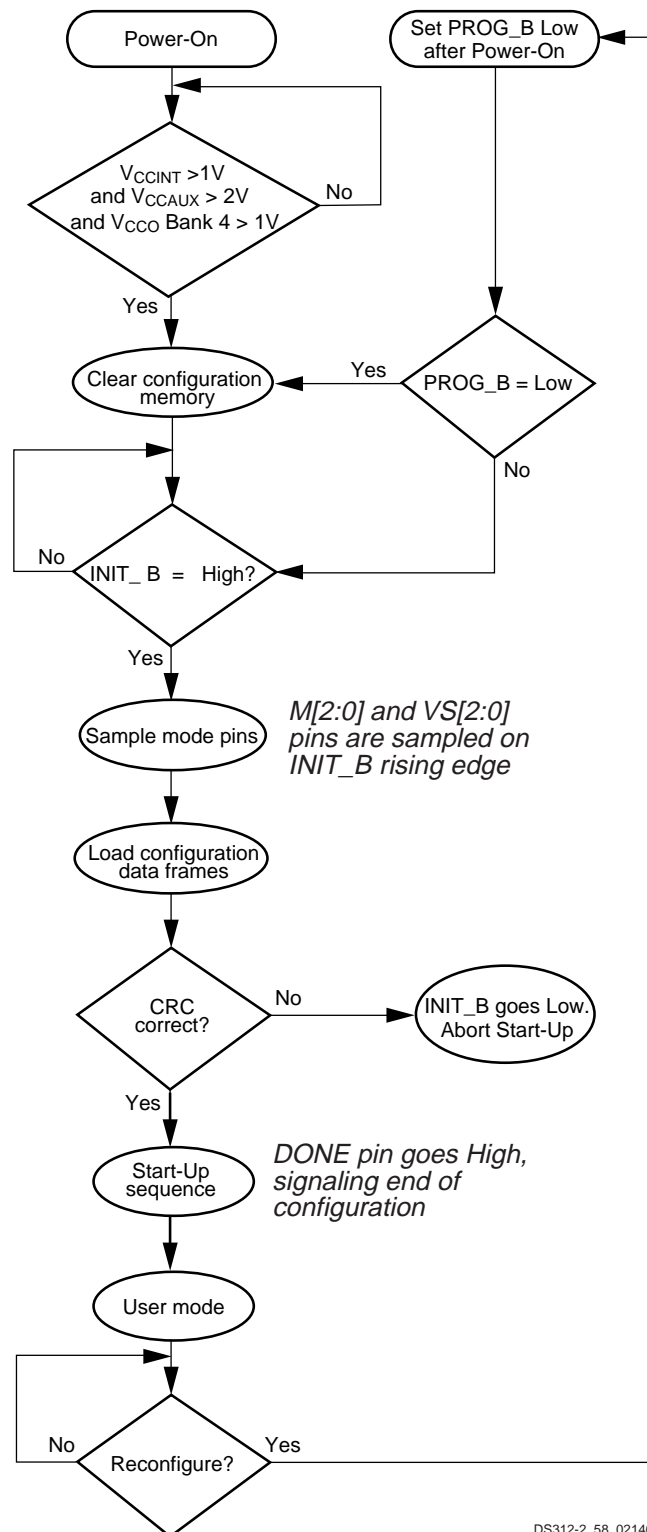 Power-On
Set PROG_B Low
after Power-On
VCCINT >1V
and VCCAUX > 2V
and VCCO Bank 4 > 1V
No
Yes
Clear configuration
memory
Yes
PROG_B = Low
No
No
INIT_ B = High?
Yes
Sample mode pins
M[2:0] and VS[2:0]
pins are sampled on
INIT_B rising edge
Load configuration
data frames
CRC
correct?
No
INIT_B goes Low.
Abort Start-Up
Yes
Start-Up
sequence
DONE pin goes High,
signaling end of
configuration
User mode
No
Reconfigure?
Yes